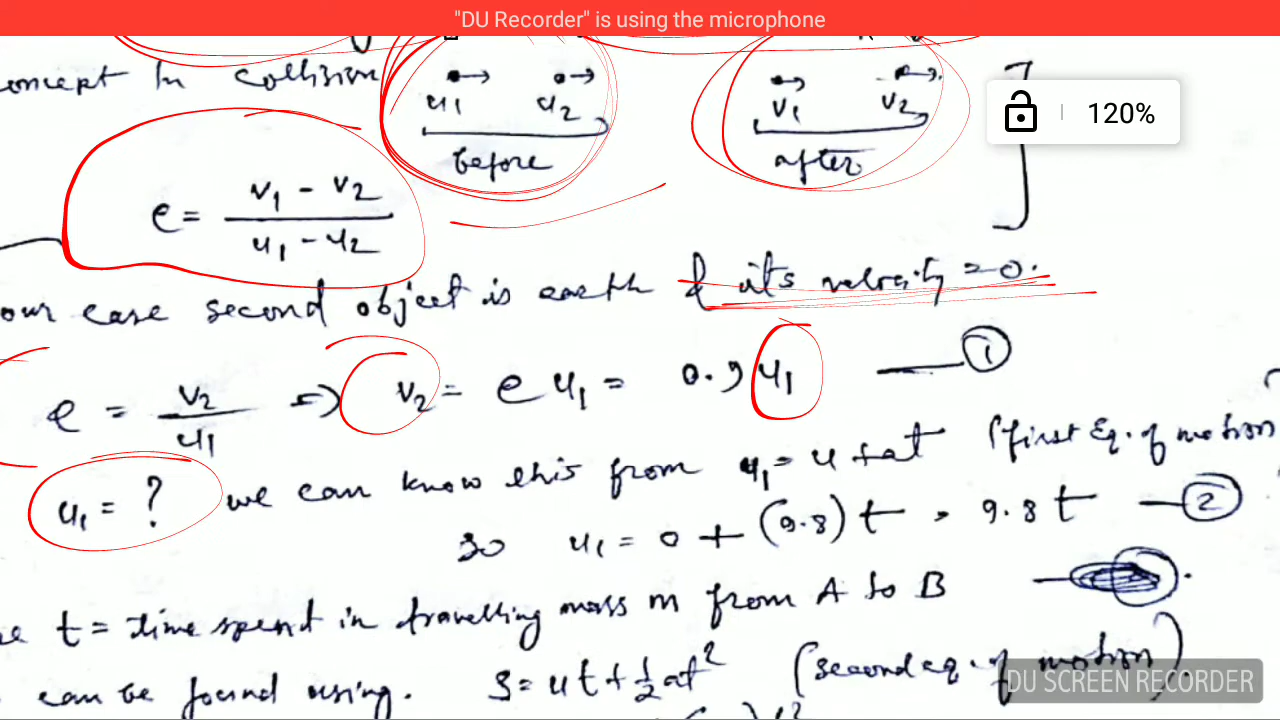 "DU Recorder" is using the microphone
concept In collision
u1 u2
before
v1 v2
after
120%
e = v1 - v2 / u1 - u2
our case second object is earth & its velocity = 0.
e = v2 / u1 => v2 = e u1 = 0.9 u1 — 1
u1 = ? we can know this from u1 = u + at (first Eq. of motion
so u1 = 0 + (9.8) t = 9.8 t — 2
t = time spent in travelling mass m from A to B
can be found using. S = ut + 1/2 at² (second eq. of motion)
DU SCREEN RECORDER